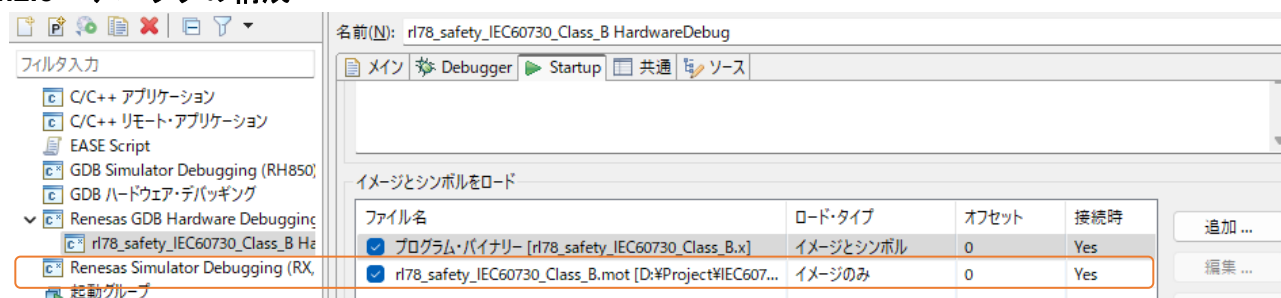 名前(N): rl78_safety_IEC60730_Class_B HardwareDebug
フィルタ入力
メイン Debugger Startup 共通 ソース
C/C++ アプリケーション
C/C++ リモート・アプリケーション
EASE Script
GDB Simulator Debugging (RH850)
GDB ハードウェア・デバッギング
Renesas GDB Hardware Debugging
rl78_safety_IEC60730_Class_B Ha
Renesas Simulator Debugging (RX,
起動グループ
イメージとシンボルをロード
ファイル名 ロード・タイプ オフセット 接続時
プログラム・バイナリー [rl78_safety_IEC60730_Class_B.x] イメージとシンボル 0 Yes
rl78_safety_IEC60730_Class_B.mot [D:¥Project¥IEC607... イメージのみ 0 Yes
追加 ...
編集 ...